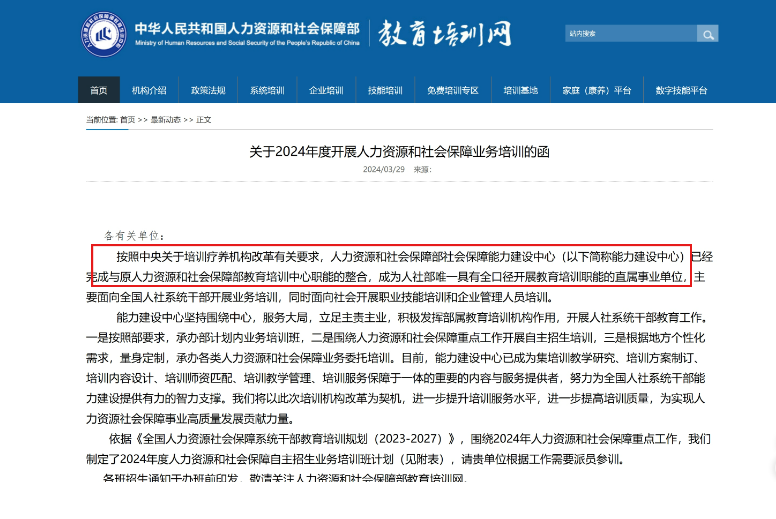 中华人民共和国人力资源和社会保障部
Ministry of Human Resources and Social Security of the People's Republic of China
教育培训网
站内搜索
首页 机构介绍 政策法规 系统培训 企业培训 技能培训 免费培训专区 培训基地 家庭（康养）平台 数字技能平台
当前位置: 首页 >> 最新动态 >> 正文
关于2024年度开展人力资源和社会保障业务培训的函
2024/03/29 来源:
各有关单位：
按照中央关于培训疗养机构改革有关要求，人力资源和社会保障部社会保障能力建设中心（以下简称能力建设中心）已经
完成与原人力资源和社会保障部教育培训中心职能的整合，成为人社部唯一具有全口径开展教育培训职能的直属事业单位，主
要面向全国人社系统干部开展业务培训，同时面向社会开展职业技能培训和企业管理人员培训。
能力建设中心坚持围绕中心，服务大局，立足主责主业，积极发挥部属教育培训机构作用，开展人社系统干部教育工作。
一是按照部要求，承办部计划内业务培训班，二是围绕人力资源和社会保障重点工作开展自主招生培训，三是根据地方个性化
需求，量身定制，承办各类人力资源和社会保障业务委托培训。目前，能力建设中心已成为集培训教学研究、培训方案制订、
培训内容设计、培训师资匹配、培训教学管理、培训服务保障于一体的重要的内容与服务提供者，努力为全国人社系统干部能
力建设提供有力的智力支撑。我们将以此次培训机构改革为契机，进一步提升培训服务水平，进一步提高培训质量，为实现人
力资源社会保障事业高质量发展贡献力量。
依据《全国人力资源社会保障系统干部教育培训规划（2023-2027）》，围绕2024年人力资源和社会保障重点工作，我们
制定了2024年度人力资源和社会保障自主招生业务培训班计划（见附表），请贵单位根据工作需要派员参训。
各班招生通知于办班前印发，敬请关注人力资源和社会保障部教育培训网。